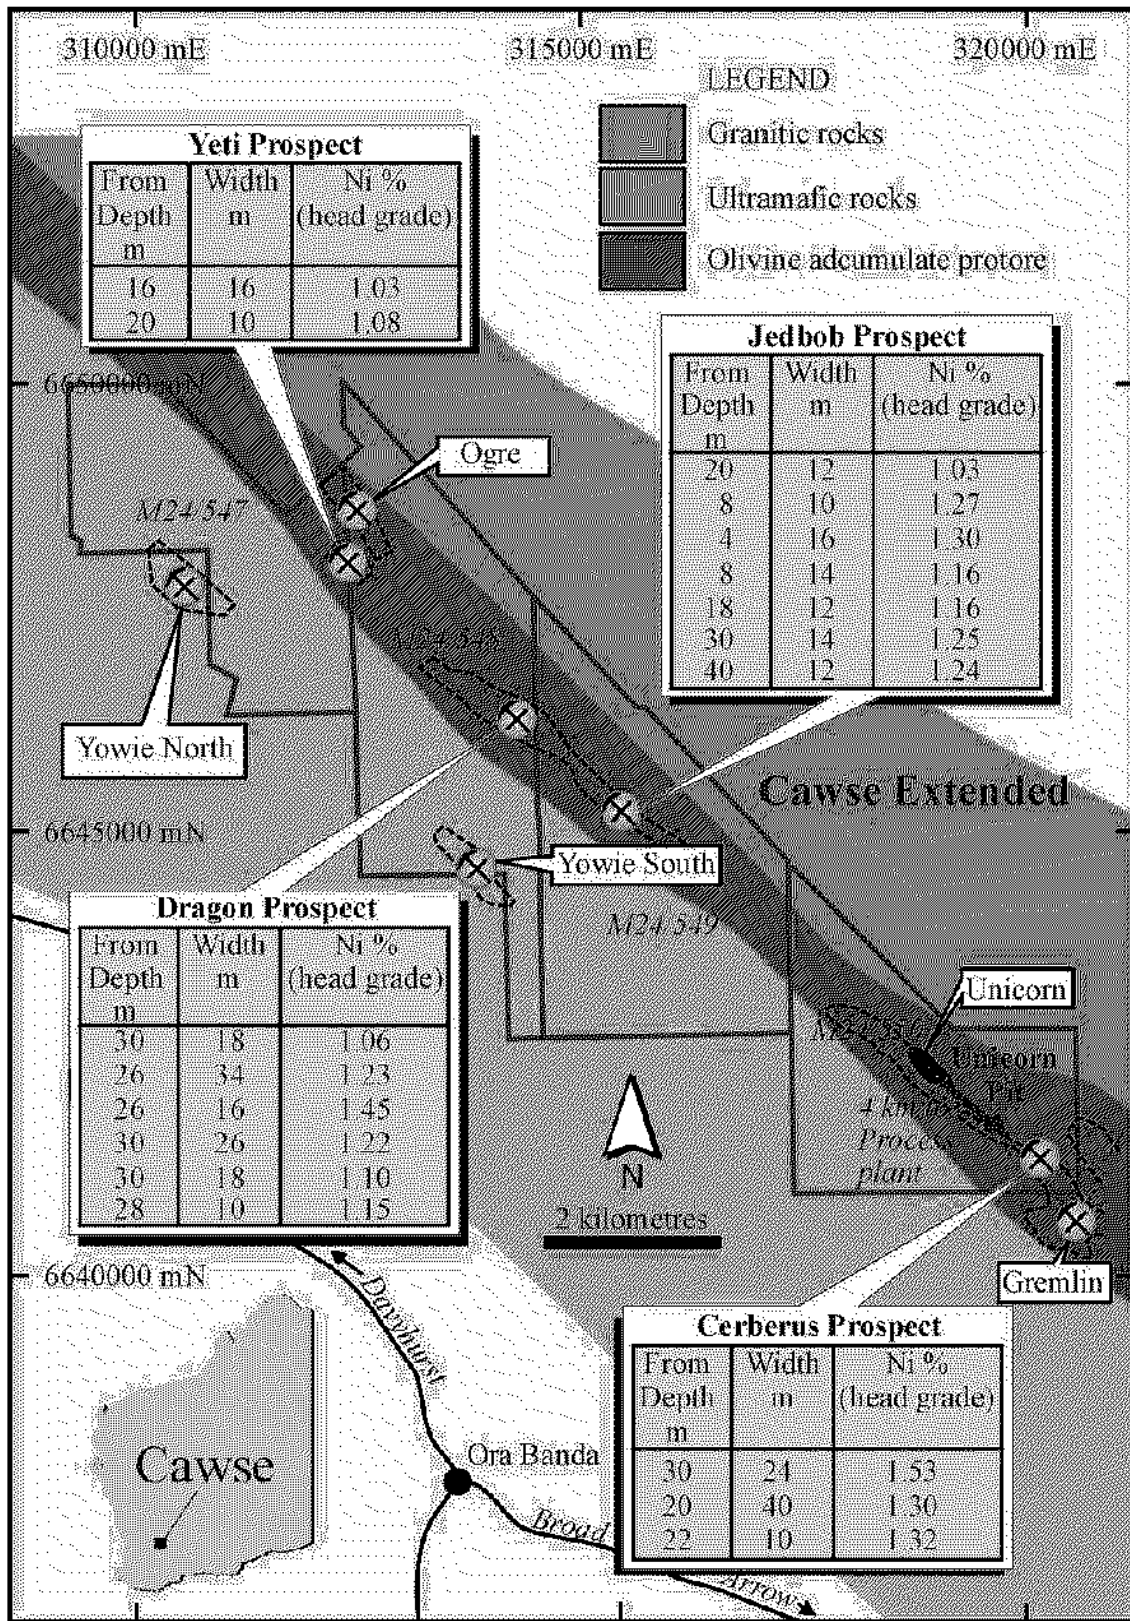 310000 mE 315000 mE 320000 mE
LEGEND
Granitic rocks
Ultramafic rocks
Olivine adcumulate protore
Yeti Prospect
From Depth m Width m Ni % (head grade)
16 16 1.03
20 10 1.08
Jedbob Prospect
From Depth m Width m Ni % (head grade)
20 12 1.03
8 10 1.27
4 16 1.30
8 14 1.16
18 12 1.16
30 14 1.25
40 12 1.24
6650000 mN
Ogre
M24/547
M24/548
Yowie North
Cawse Extended
6645000 mN
Yowie South
M24/549
Dragon Prospect
From Depth m Width m Ni % (head grade)
30 18 1.06
26 34 1.23
26 16 1.45
30 26 1.22
30 18 1.10
28 10 1.15
Unicorn
Unicorn
Pit
4 km to
Process
plant
N
2 kilometres
6640000 mN
Gremlin
Davyhurst
Cerberus Prospect
From Depth m Width m Ni % (head grade)
30 24 1.53
20 40 1.30
22 10 1.32
Cawse
Ora Banda
Broad
Arrow